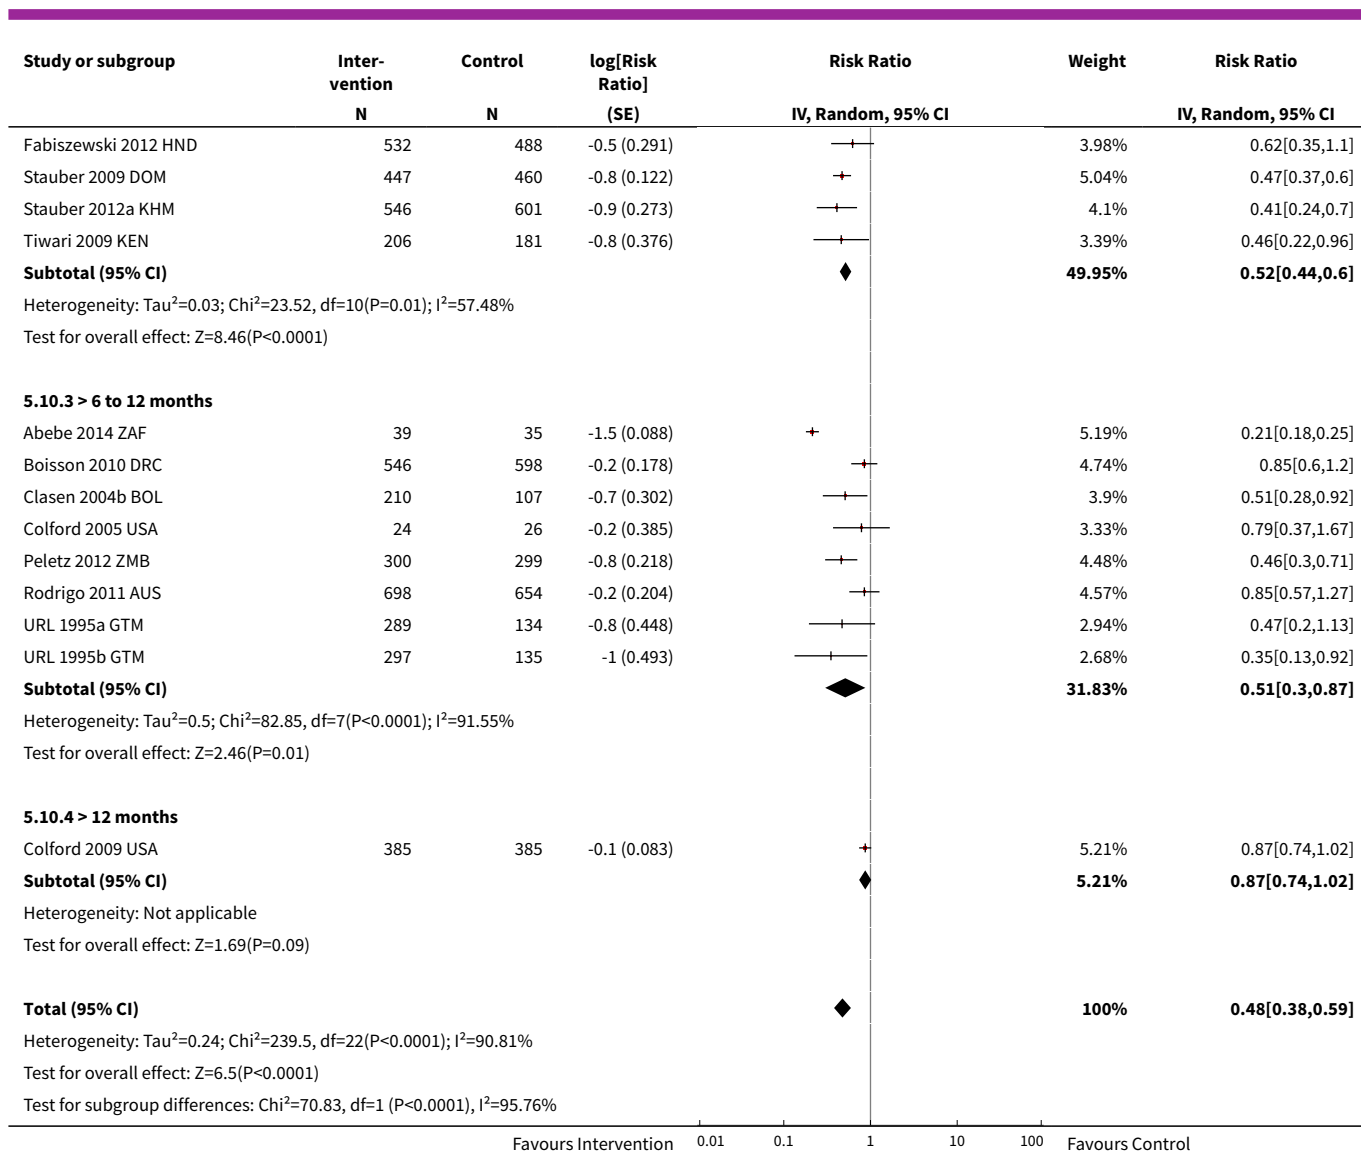 Study or subgroup Inter-vention Control log[Risk Ratio] Risk Ratio Weight Risk Ratio
N N (SE) IV, Random, 95% CI IV, Random, 95% CI
Fabiszewski 2012 HND 532 488 -0.5 (0.291) 3.98% 0.62[0.35,1.1]
Stauber 2009 DOM 447 460 -0.8 (0.122) 5.04% 0.47[0.37,0.6]
Stauber 2012a KHM 546 601 -0.9 (0.273) 4.1% 0.41[0.24,0.7]
Tiwari 2009 KEN 206 181 -0.8 (0.376) 3.39% 0.46[0.22,0.96]
Subtotal (95% CI) 49.95% 0.52[0.44,0.6]
Heterogeneity: Tau²=0.03; Chi²=23.52, df=10(P=0.01); I²=57.48%
Test for overall effect: Z=8.46(P<0.0001)
5.10.3 > 6 to 12 months
Abebe 2014 ZAF 39 35 -1.5 (0.088) 5.19% 0.21[0.18,0.25]
Boisson 2010 DRC 546 598 -0.2 (0.178) 4.74% 0.85[0.6,1.2]
Clasen 2004b BOL 210 107 -0.7 (0.302) 3.9% 0.51[0.28,0.92]
Colford 2005 USA 24 26 -0.2 (0.385) 3.33% 0.79[0.37,1.67]
Peletz 2012 ZMB 300 299 -0.8 (0.218) 4.48% 0.46[0.3,0.71]
Rodrigo 2011 AUS 698 654 -0.2 (0.204) 4.57% 0.85[0.57,1.27]
URL 1995a GTM 289 134 -0.8 (0.448) 2.94% 0.47[0.2,1.13]
URL 1995b GTM 297 135 -1 (0.493) 2.68% 0.35[0.13,0.92]
Subtotal (95% CI) 31.83% 0.51[0.3,0.87]
Heterogeneity: Tau²=0.5; Chi²=82.85, df=7(P<0.0001); I²=91.55%
Test for overall effect: Z=2.46(P=0.01)
5.10.4 > 12 months
Colford 2009 USA 385 385 -0.1 (0.083) 5.21% 0.87[0.74,1.02]
Subtotal (95% CI) 5.21% 0.87[0.74,1.02]
Heterogeneity: Not applicable
Test for overall effect: Z=1.69(P=0.09)
Total (95% CI) 100% 0.48[0.38,0.59]
Heterogeneity: Tau²=0.24; Chi²=239.5, df=22(P<0.0001); I²=90.81%
Test for overall effect: Z=6.5(P<0.0001)
Test for subgroup differences: Chi²=70.83, df=1 (P<0.0001), I²=95.76%
Favours Intervention 0.01 0.1 1 10 100 Favours Control